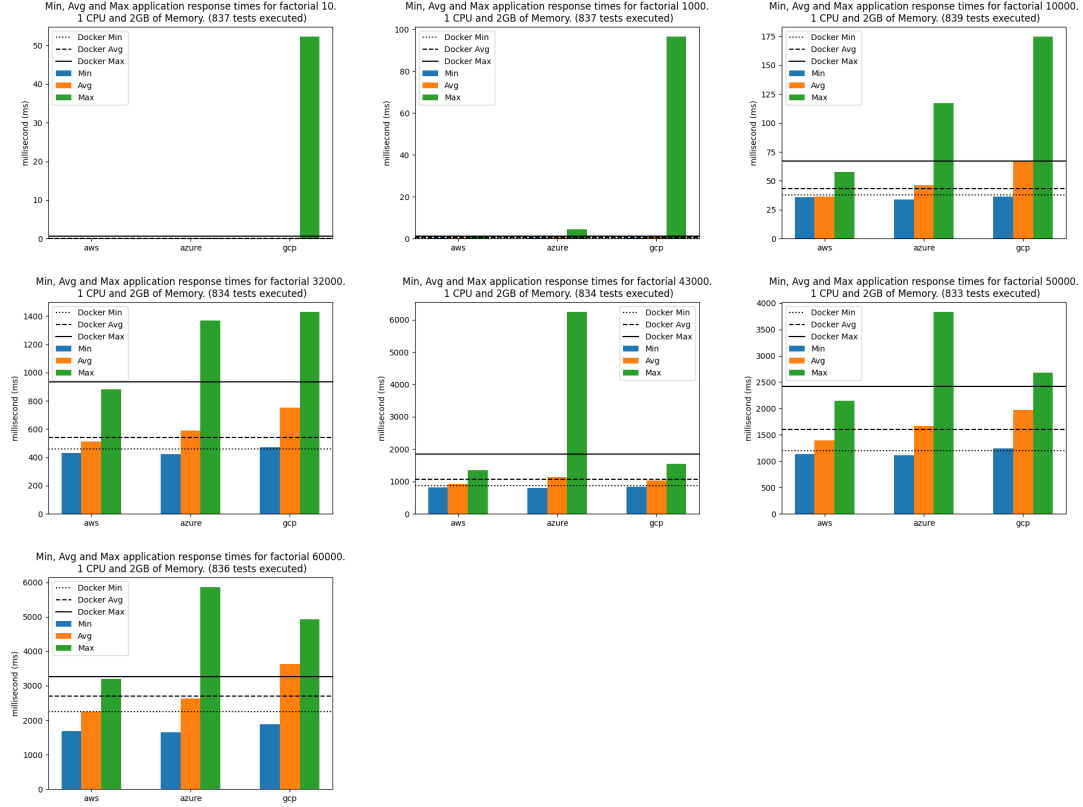 Min, Avg and Max application response times for factorial 10.
1 CPU and 2GB of Memory. (837 tests executed)
millisecond (ms)
50
40
30
20
10
0
Docker Min
Docker Avg
Docker Max
Min
Avg
Max
aws
azure
gcp
Min, Avg and Max application response times for factorial 1000.
1 CPU and 2GB of Memory. (837 tests executed)
millisecond (ms)
100
80
60
40
20
0
Docker Min
Docker Avg
Docker Max
Min
Avg
Max
aws
azure
gcp
Min, Avg and Max application response times for factorial 10000.
1 CPU and 2GB of Memory. (839 tests executed)
millisecond (ms)
175
150
125
100
75
50
25
0
Docker Min
Docker Avg
Docker Max
Min
Avg
Max
aws
azure
gcp
Min, Avg and Max application response times for factorial 32000.
1 CPU and 2GB of Memory. (834 tests executed)
millisecond (ms)
1400
1200
1000
800
600
400
200
0
Docker Min
Docker Avg
Docker Max
Min
Avg
Max
aws
azure
gcp
Min, Avg and Max application response times for factorial 43000.
1 CPU and 2GB of Memory. (834 tests executed)
millisecond (ms)
6000
5000
4000
3000
2000
1000
0
Docker Min
Docker Avg
Docker Max
Min
Avg
Max
aws
azure
gcp
Min, Avg and Max application response times for factorial 50000.
1 CPU and 2GB of Memory. (833 tests executed)
millisecond (ms)
4000
3500
3000
2500
2000
1500
1000
500
0
Docker Min
Docker Avg
Docker Max
Min
Avg
Max
aws
azure
gcp
Min, Avg and Max application response times for factorial 60000.
1 CPU and 2GB of Memory. (836 tests executed)
millisecond (ms)
6000
5000
4000
3000
2000
1000
0
Docker Min
Docker Avg
Docker Max
Min
Avg
Max
aws
azure
gcp